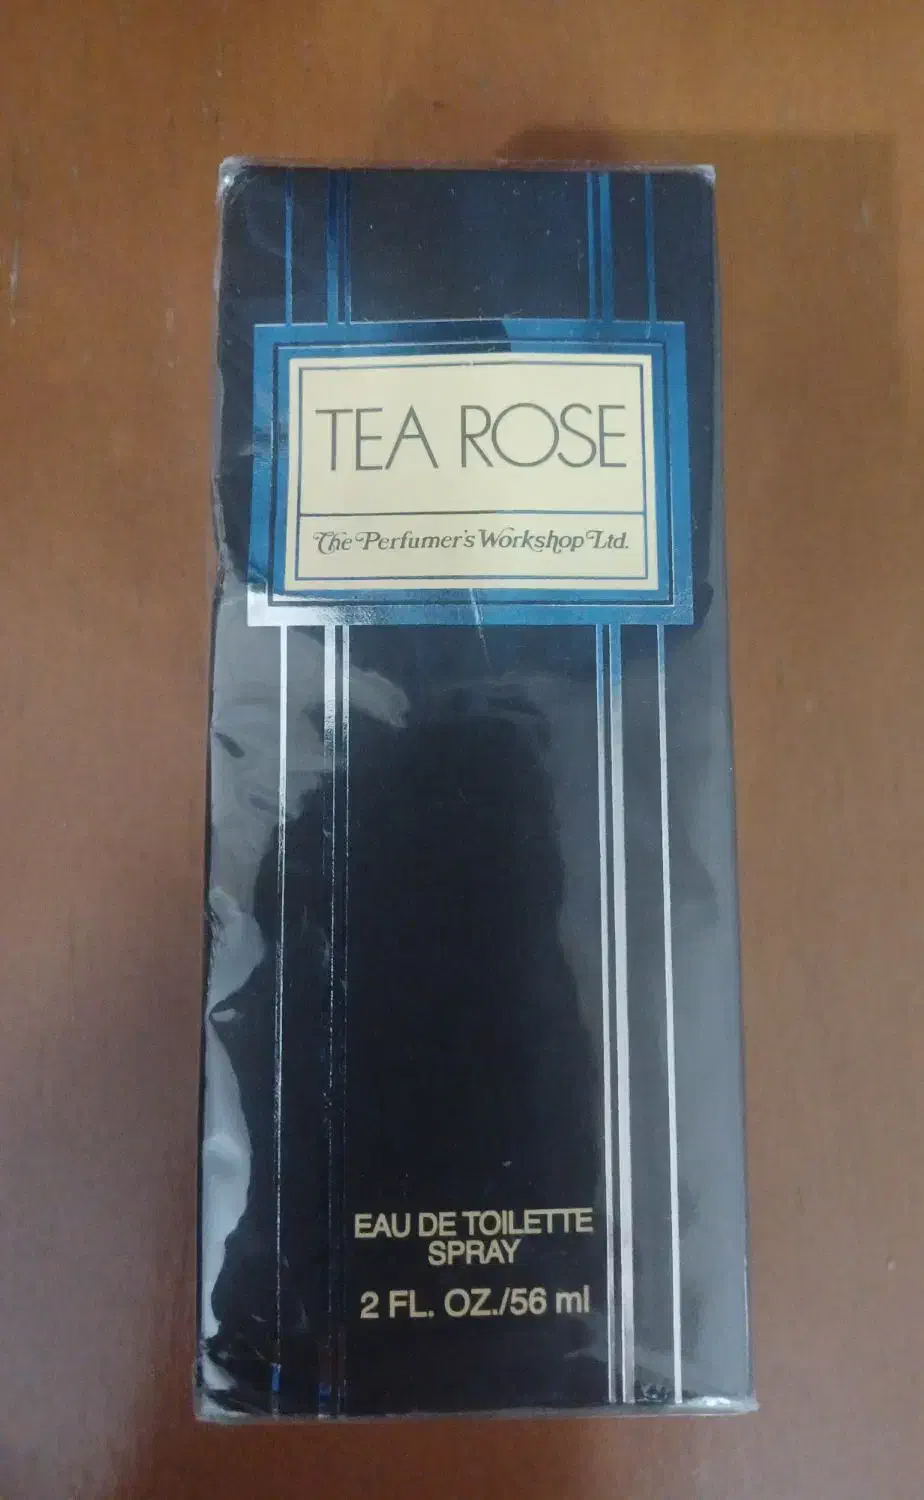 TEA ROSE
The Perfumer's Workshop Ltd.
EAU DE TOILETTE
SPRAY
2 FL. OZ./56 ml